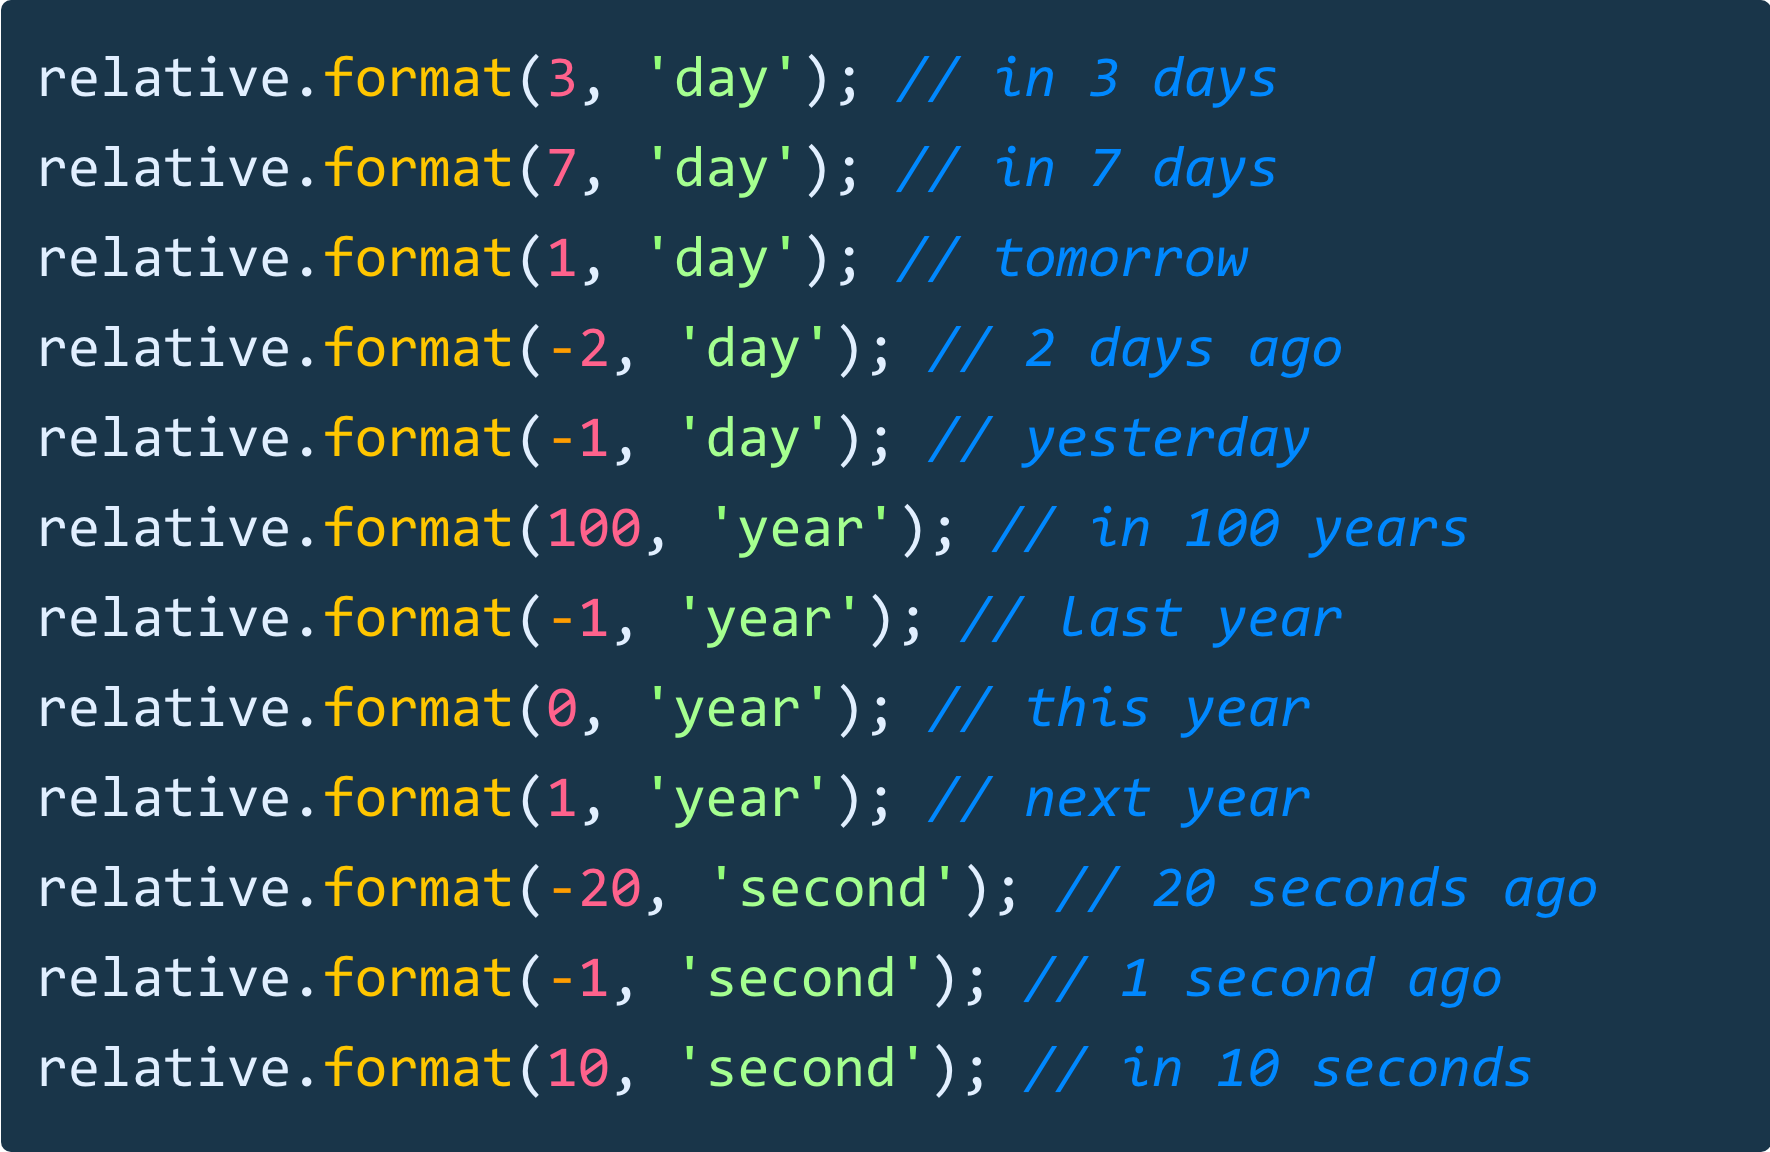 relative.format(3, 'day'); // in 3 days
relative.format(7, 'day'); // in 7 days
relative.format(1, 'day'); // tomorrow
relative.format(-2, 'day'); // 2 days ago
relative.format(-1, 'day'); // yesterday
relative.format(100, 'year'); // in 100 years
relative.format(-1, 'year'); // last year
relative.format(0, 'year'); // this year
relative.format(1, 'year'); // next year
relative.format(-20, 'second'); // 20 seconds ago
relative.format(-1, 'second'); // 1 second ago
relative.format(10, 'second'); // in 10 seconds